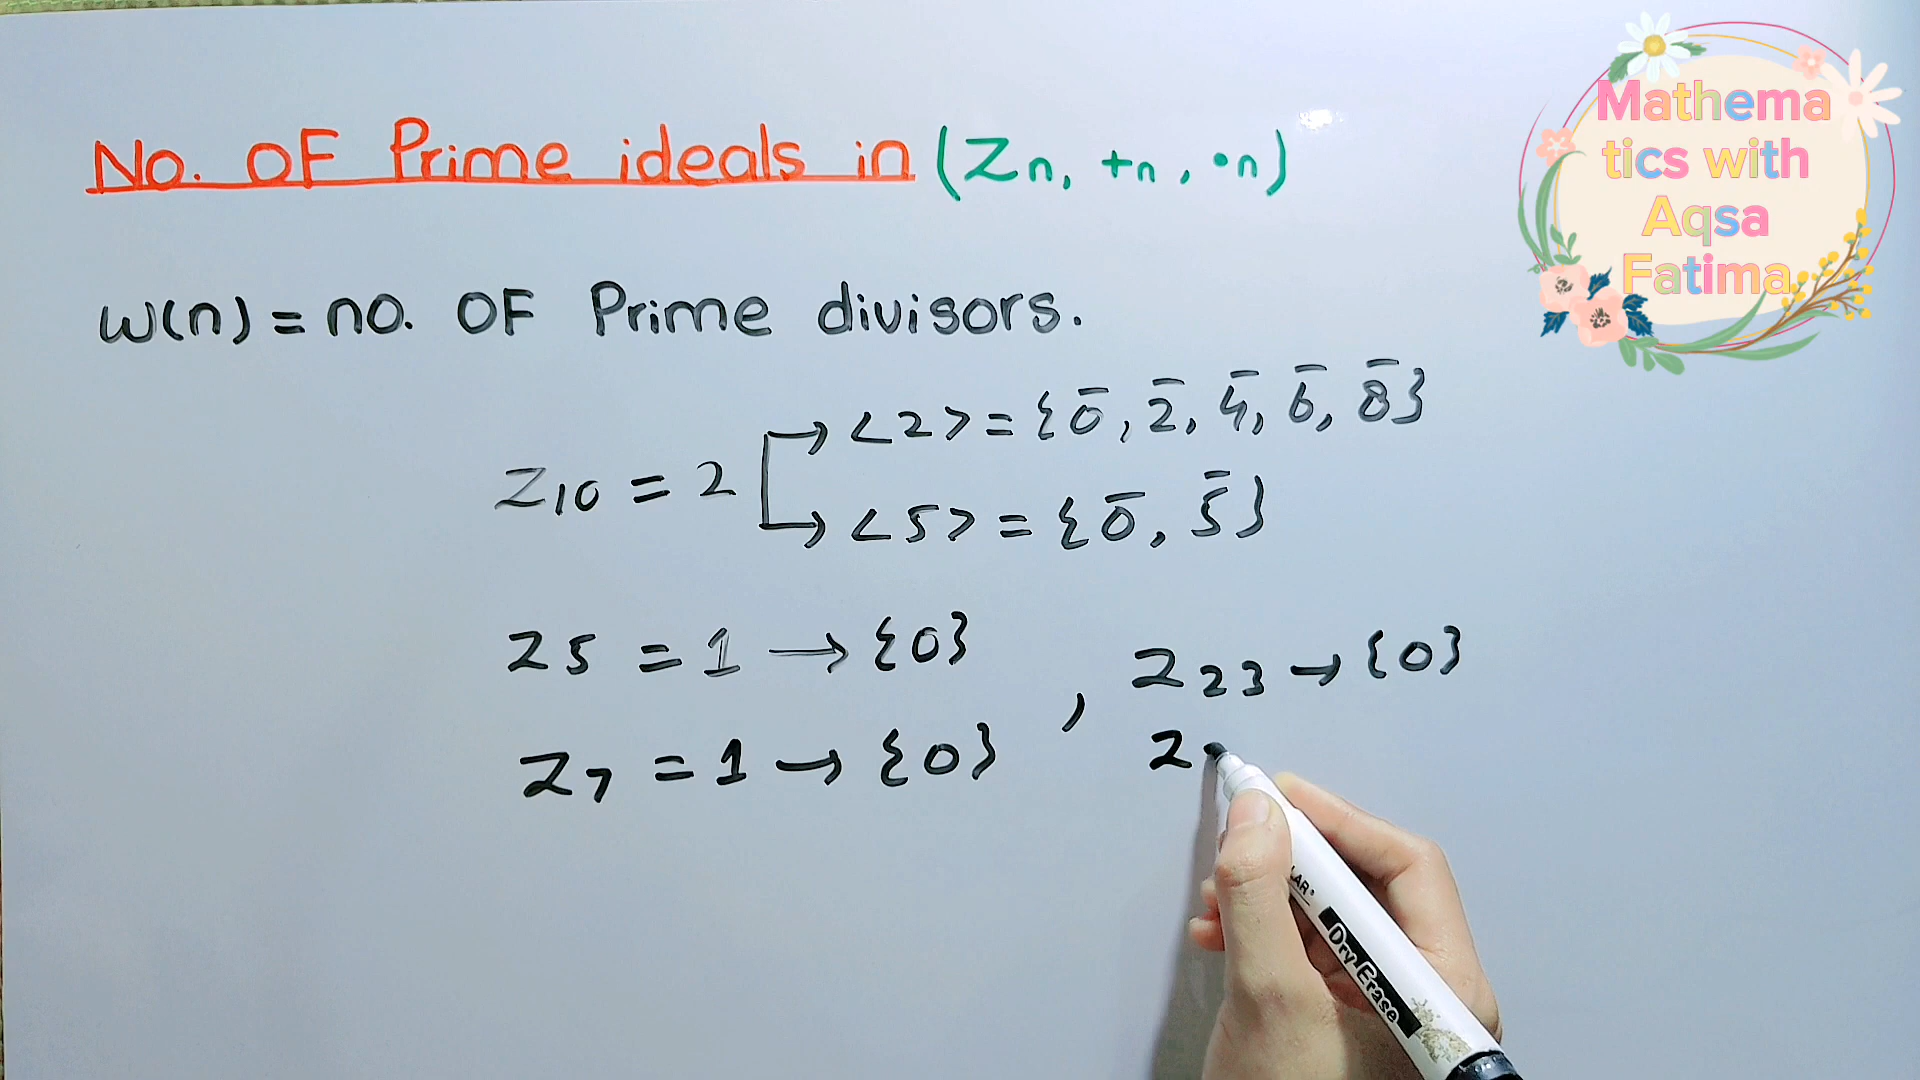 No. OF Prime ideals in (Zn, +n, •n)
Mathema
tics with
Aqsa
Fatima
w(n) = no. OF Prime divisors.
→ <2> = {0̅, 2̅, 4̅, 6̅, 8̅}
Z10 = 2
→ <5> = {0̅, 5̅}
Z5 = 1 → {0}
, Z23 → {0}
Z7 = 1 → {0}
Z
Dry Erase